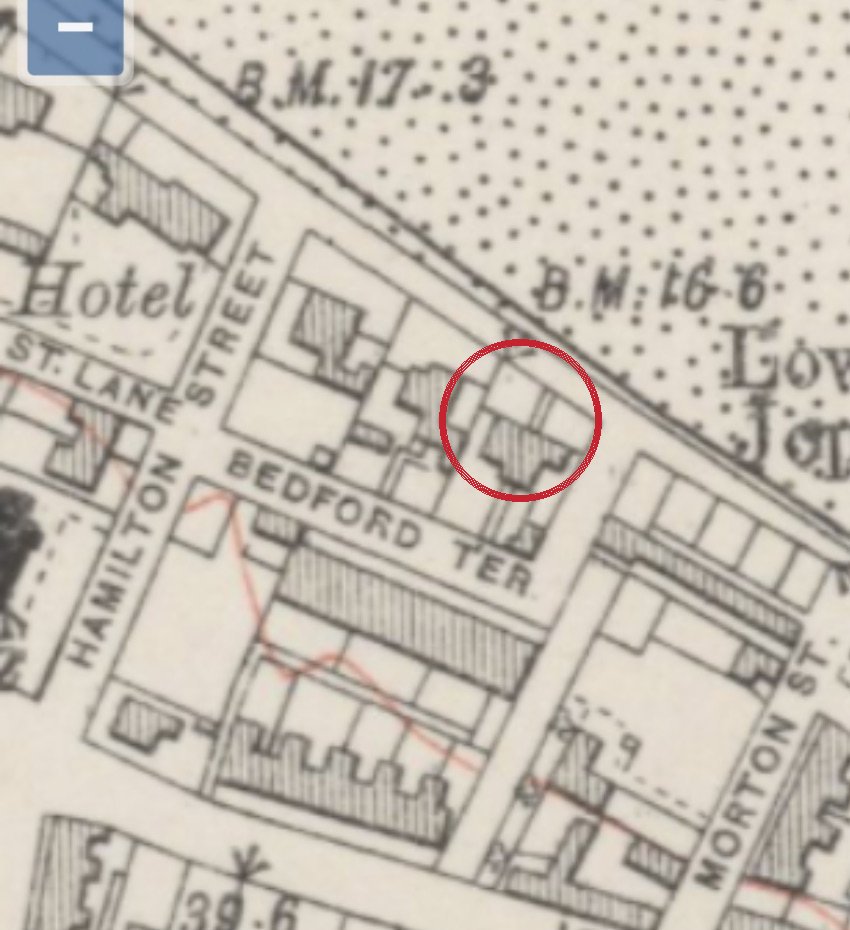 B.M. 17. 3
B.M. 16. 6
Hotel
STREET
ST. LANE
HAMILTON
BEDFORD TER.
MORTON ST.
39.6